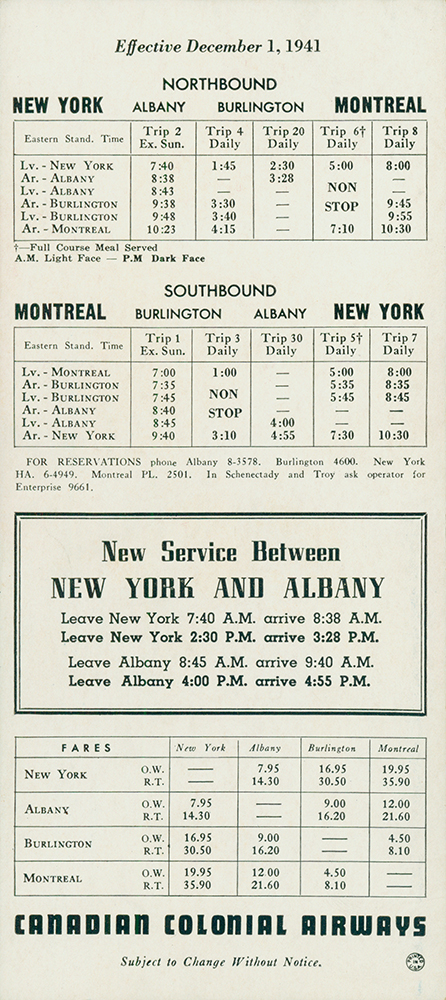 Effective December 1, 1941
NORTHBOUND
NEW YORK ALBANY BURLINGTON MONTREAL
Eastern Stand. Time Trip 2 Ex. Sun. Trip 4 Daily Trip 20 Daily Trip 6† Daily Trip 8 Daily
Lv. - NEW YORK 7:40 1:45 2:30 5:00 8:00
Ar. - ALBANY 8:38 — 3:28
Lv. - ALBANY 8:43 — — NON —
Ar. - BURLINGTON 9:38 3:30 — STOP 9:45
Lv. - BURLINGTON 9:48 3:40 — 9:55
Ar. - MONTREAL 10:23 4:15 — 7:10 10:30
†—Full Course Meal Served
A.M. Light Face — P.M Dark Face
SOUTHBOUND
MONTREAL BURLINGTON ALBANY NEW YORK
Eastern Stand. Time Trip 1 Ex. Sun. Trip 3 Daily Trip 30 Daily Trip 5† Daily Trip 7 Daily
Lv. - MONTREAL 7:00 1:00 — 5:00 8:00
Ar. - BURLINGTON 7:35 — 5:35 8:35
Lv. - BURLINGTON 7:45 NON — 5:45 8:45
Ar. - ALBANY 8:40 STOP — — —
Lv. - ALBANY 8:45 4:00 — —
Ar. - NEW YORK 9:40 3:10 4:55 7:30 10:30
FOR RESERVATIONS phone Albany 8-3578. Burlington 4600. New York
HA. 6-4949. Montreal PL. 2501. In Schenectady and Troy ask operator for
Enterprise 9661.
New Service Between
NEW YORK AND ALBANY
Leave New York 7:40 A.M. arrive 8:38 A.M.
Leave New York 2:30 P.M. arrive 3:28 P.M.
Leave Albany 8:45 A.M. arrive 9:40 A.M.
Leave Albany 4:00 P.M. arrive 4:55 P.M.
FARES New York Albany Burlington Montreal
NEW YORK O.W. — 7.95 16.95 19.95
R.T. 14.30 30.50 35.90
ALBANY O.W. 7.95 — 9.00 12.00
R.T. 14.30 16.20 21.60
BURLINGTON O.W. 16.95 9.00 — 4.50
R.T. 30.50 16.20 8.10
MONTREAL O.W. 19.95 12 00 4.50 —
R.T. 35.90 21.60 8.10
CANADIAN COLONIAL AIRWAYS
Subject to Change Without Notice.